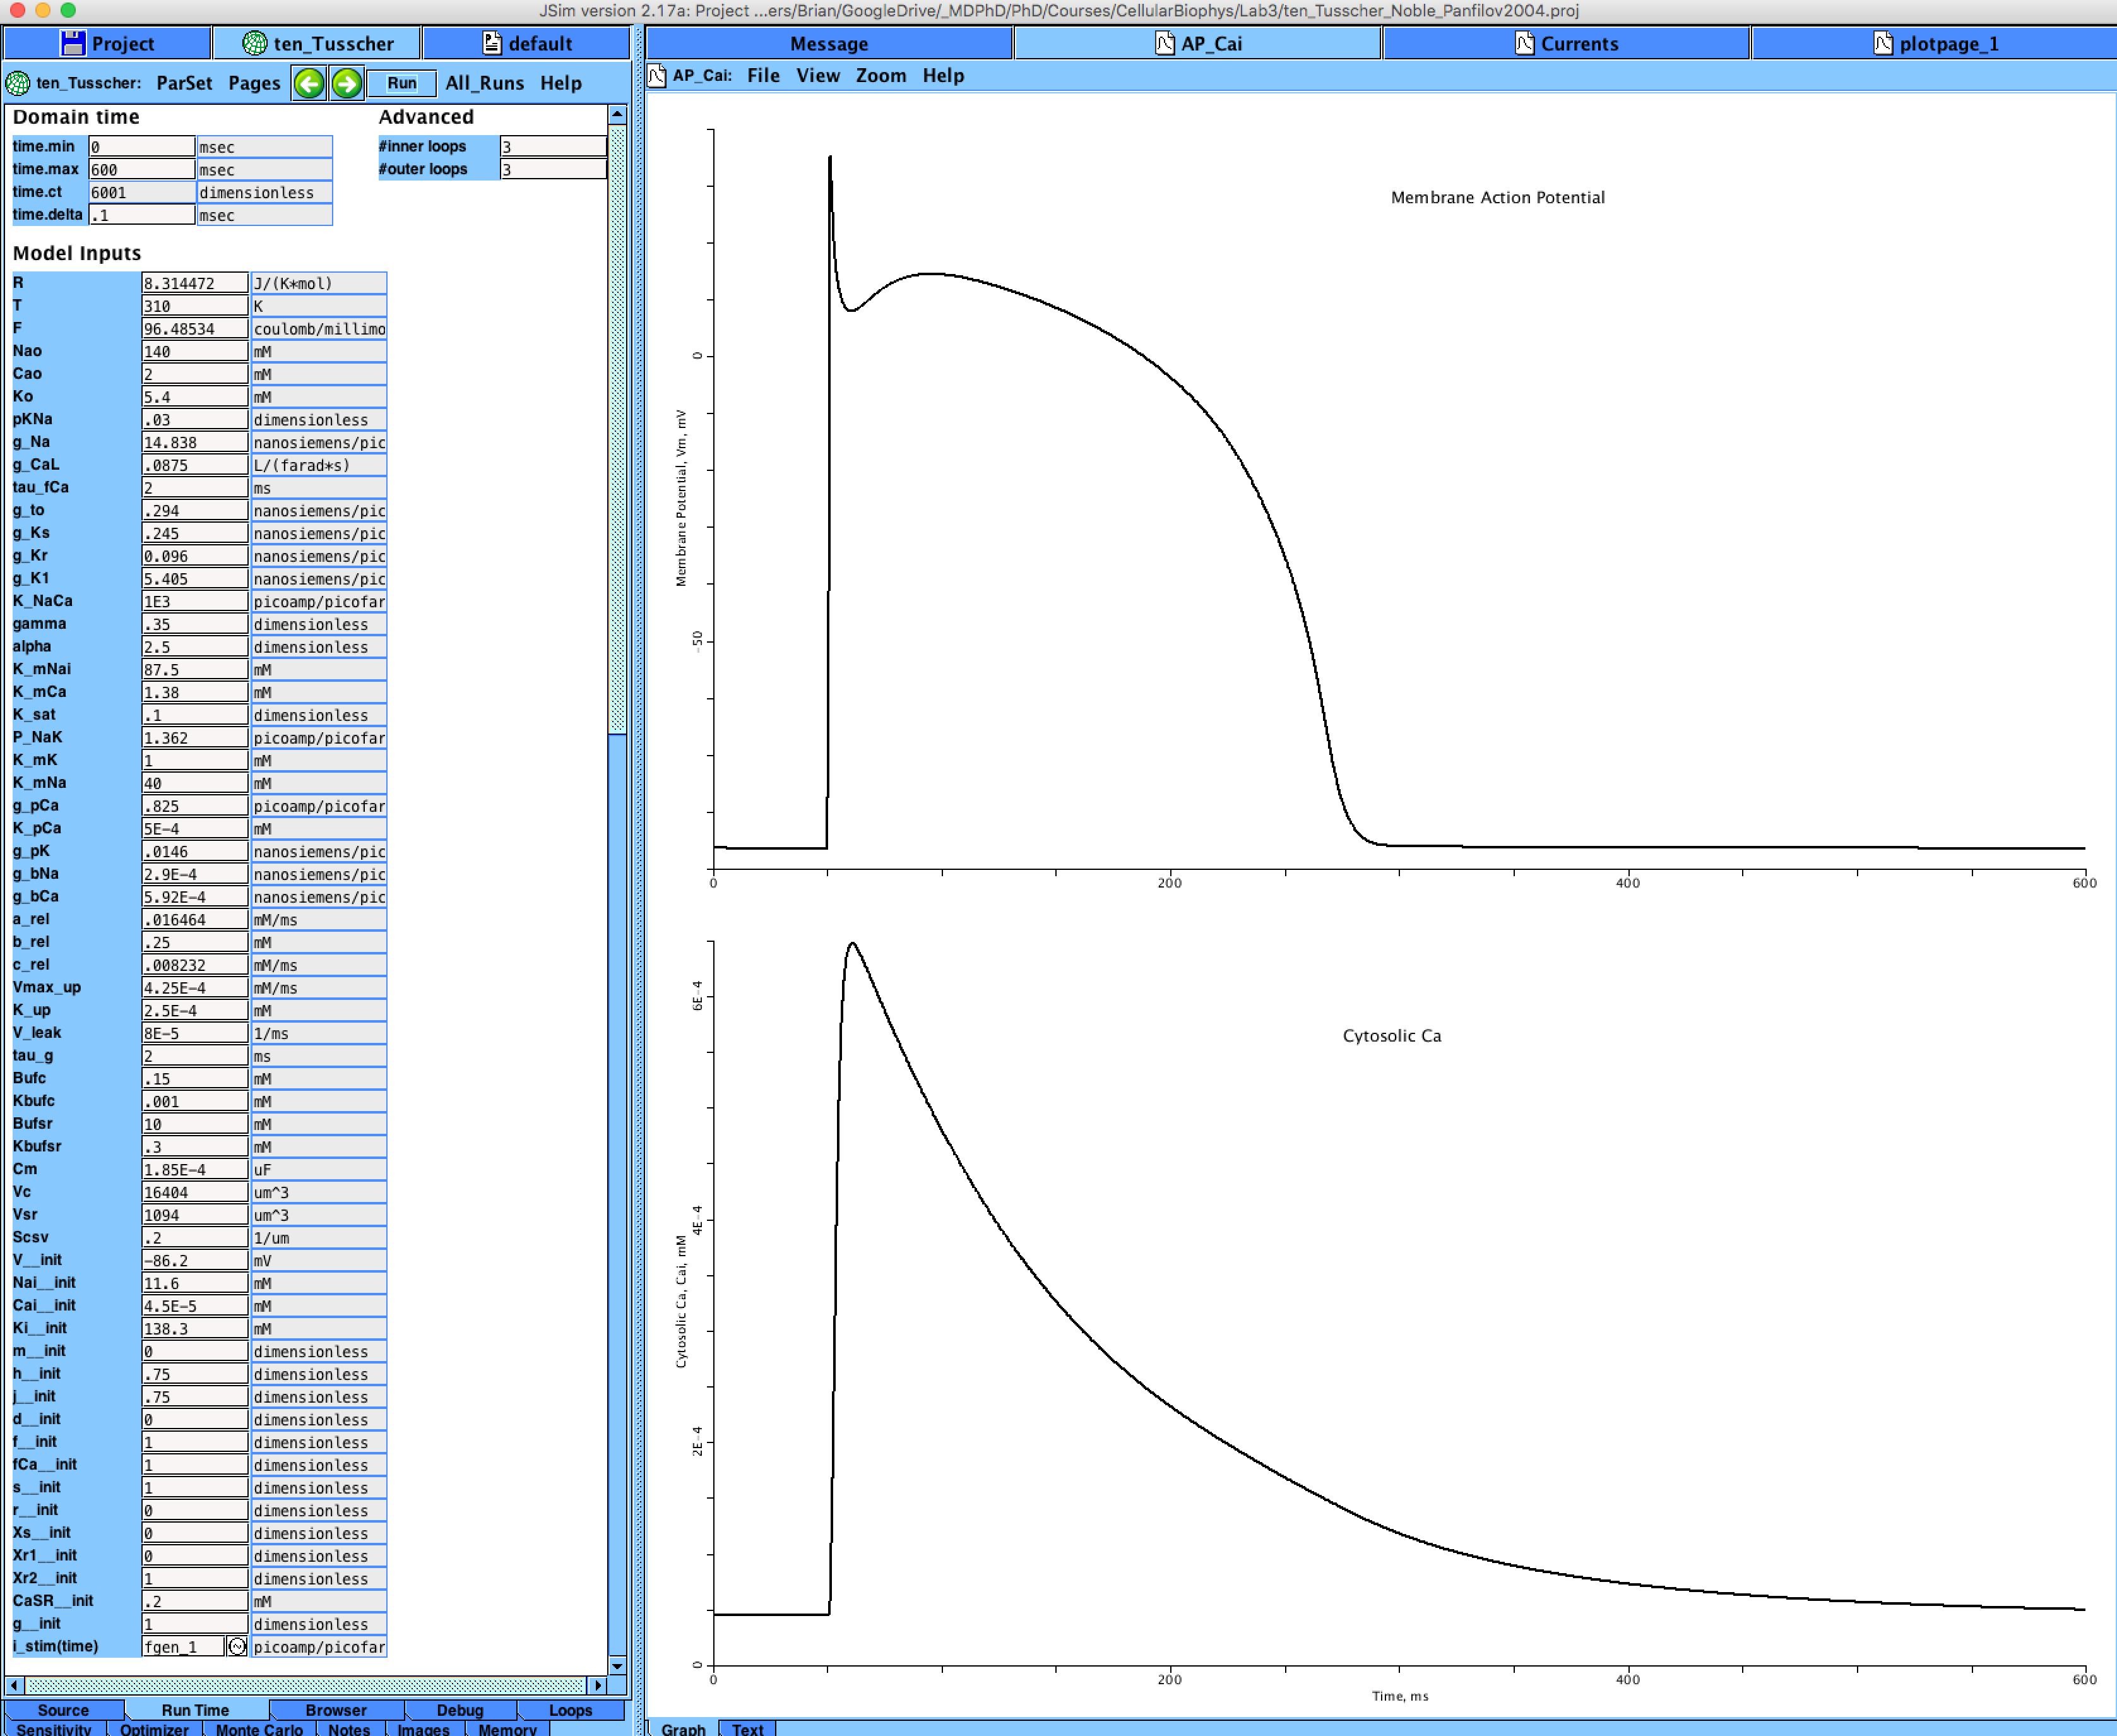 JSim version 2.17a: Project ...ers/Brian/GoogleDrive/_MDPhD/PhD/Courses/CellularBiophys/Lab3/ten_Tusscher_Noble_Panfilov2004.proj
Project ten_Tusscher default
ten_Tusscher: ParSet Pages Run All_Runs Help
Domain time Advanced
time.min 0 msec #inner loops 3
time.max 600 msec #outer loops 3
time.ct 6001 dimensionless
time.delta .1 msec
Model Inputs
R 8.314472 J/(K*mol)
T 310 K
F 96.48534 coulomb/millimo
Nao 140 mM
Cao 2 mM
Ko 5.4 mM
pKNa .03 dimensionless
g_Na 14.838 nanosiemens/pic
g_CaL .0875 L/(farad*s)
tau_fCa 2 ms
g_to .294 nanosiemens/pic
g_Ks .245 nanosiemens/pic
g_Kr 0.096 nanosiemens/pic
g_K1 5.405 nanosiemens/pic
K_NaCa 1E3 picoamp/picofar
gamma .35 dimensionless
alpha 2.5 dimensionless
K_mNai 87.5 mM
K_mCa 1.38 mM
K_sat .1 dimensionless
P_NaK 1.362 picoamp/picofar
K_mK 1 mM
K_mNa 40 mM
g_pCa .825 picoamp/picofar
K_pCa 5E-4 mM
g_pK .0146 nanosiemens/pic
g_bNa 2.9E-4 nanosiemens/pic
g_bCa 5.92E-4 nanosiemens/pic
a_rel .016464 mM/ms
b_rel .25 mM
c_rel .008232 mM/ms
Vmax_up 4.25E-4 mM/ms
K_up 2.5E-4 mM
V_leak 8E-5 1/ms
tau_g 2 ms
Bufc .15 mM
Kbufc .001 mM
Bufsr 10 mM
Kbufsr .3 mM
Cm 1.85E-4 uF
Vc 16404 um^3
Vsr 1094 um^3
Scsv .2 1/um
V__init -86.2 mV
Nai__init 11.6 mM
Cai__init 4.5E-5 mM
Ki__init 138.3 mM
m__init 0 dimensionless
h__init .75 dimensionless
j__init .75 dimensionless
d__init 0 dimensionless
f__init 1 dimensionless
fCa__init 1 dimensionless
s__init 1 dimensionless
r__init 0 dimensionless
Xs__init 0 dimensionless
Xr1__init 0 dimensionless
Xr2__init 1 dimensionless
CaSR__init .2 mM
g__init 1 dimensionless
i_stim(time) fgen_1 picoamp/picofar
Source Run Time Browser Debug Loops
Sensitivity Optimizer Monte Carlo Notes Images Memory
Message AP_Cai Currents plotpage_1
AP_Cai: File View Zoom Help
Membrane Action Potential
Membrane Potential, Vm, mV
0
-50
0 200 400 600
Cytosolic Ca
Cytosolic Ca, Cai, mM
6E-4
4E-4
2E-4
0
0 200 400 600
Time, ms
Graph Text